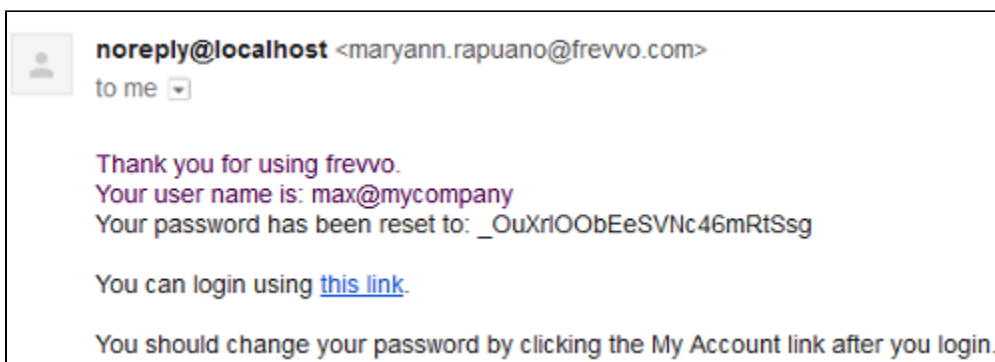 noreply@localhost <maryann.rapuano@frevvo.com>
to me
Thank you for using frevvo.
Your user name is: max@mycompany
Your password has been reset to: _OuXrlOObEeSVNc46mRtSsg
You can login using this link.
You should change your password by clicking the My Account link after you login.